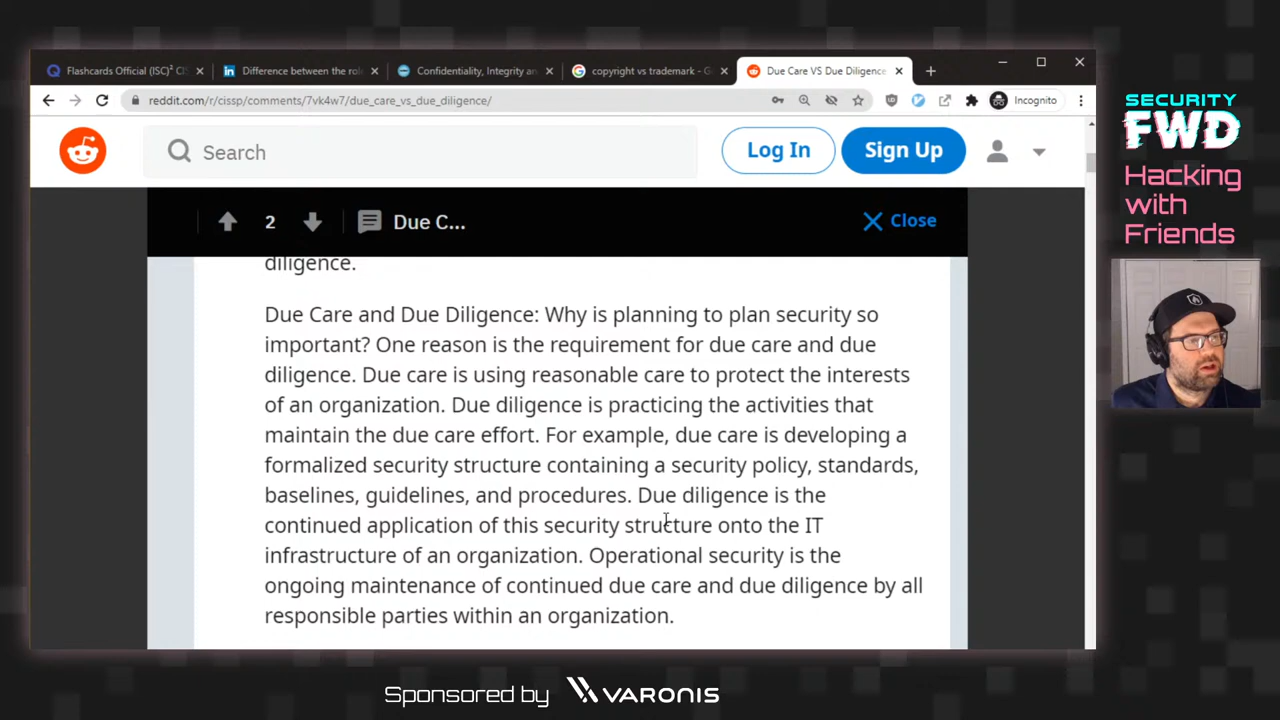 Flashcards Official (ISC)² CI
Difference between the rol
Confidentiality, Integrity an
copyright vs trademark - G
Due Care VS Due Diligence
reddit.com/r/cissp/comments/7vk4w7/due_care_vs_due_diligence/
Incognito
Search
Log In
Sign Up
2
Due C...
Close
diligence.
Due Care and Due Diligence: Why is planning to plan security so
important? One reason is the requirement for due care and due
diligence. Due care is using reasonable care to protect the interests
of an organization. Due diligence is practicing the activities that
maintain the due care effort. For example, due care is developing a
formalized security structure containing a security policy, standards,
baselines, guidelines, and procedures. Due diligence is the
continued application of this security structure onto the IT
infrastructure of an organization. Operational security is the
ongoing maintenance of continued due care and due diligence by all
responsible parties within an organization.
SECURITY
FWD
Hacking
with
Friends
Sponsored by
VARONIS